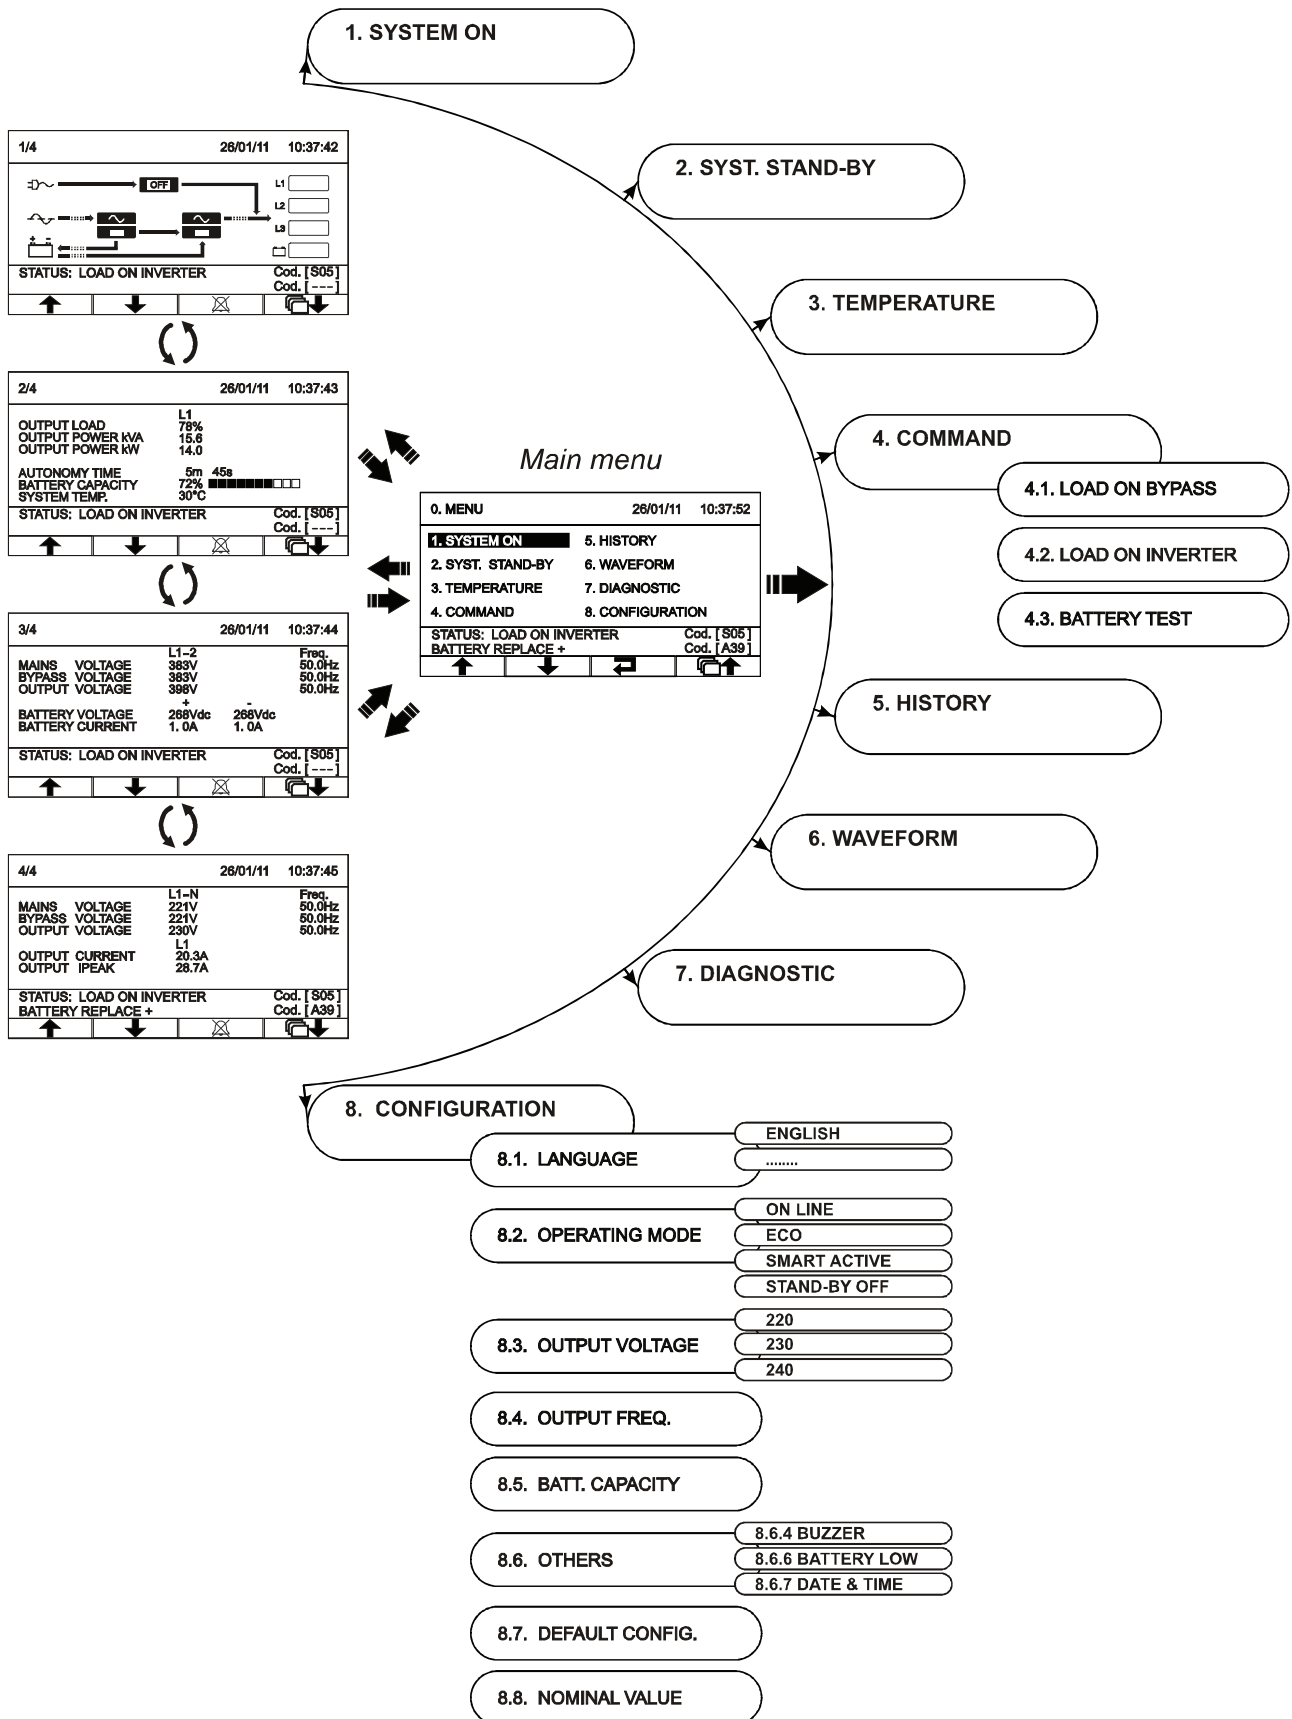 1. SYSTEM ON
2. SYST. STAND-BY
3. TEMPERATURE
4. COMMAND
4.1. LOAD ON BYPASS
4.2. LOAD ON INVERTER
4.3. BATTERY TEST
5. HISTORY
6. WAVEFORM
7. DIAGNOSTIC
1/4 26/01/11 10:37:42
OFF
L1
L2
L3
+ -
STATUS: LOAD ON INVERTER Cod. [S05]
Cod. [---]
2/4 26/01/11 10:37:43
L1
OUTPUT LOAD 78%
OUTPUT POWER kVA 15.6
OUTPUT POWER kW 14.0
AUTONOMY TIME 5m 45s
BATTERY CAPACITY 72%
SYSTEM TEMP. 30°C
STATUS: LOAD ON INVERTER Cod. [S05]
Cod. [---]
3/4 26/01/11 10:37:44
L1-2 Freq.
MAINS VOLTAGE 383V 50.0Hz
BYPASS VOLTAGE 383V 50.0Hz
OUTPUT VOLTAGE 398V 50.0Hz
+ -
BATTERY VOLTAGE 268Vdc 268Vdc
BATTERY CURRENT 1. 0A 1. 0A
STATUS: LOAD ON INVERTER Cod. [S05]
Cod. [---]
4/4 26/01/11 10:37:45
L1-N Freq.
MAINS VOLTAGE 221V 50.0Hz
BYPASS VOLTAGE 221V 50.0Hz
OUTPUT VOLTAGE 230V 50.0Hz
L1
OUTPUT CURRENT 20.3A
OUTPUT IPEAK 28.7A
STATUS: LOAD ON INVERTER Cod. [S05]
BATTERY REPLACE + Cod. [A39]
Main menu
0. MENU 26/01/11 10:37:52
1. SYSTEM ON 5. HISTORY
2. SYST. STAND-BY 6. WAVEFORM
3. TEMPERATURE 7. DIAGNOSTIC
4. COMMAND 8. CONFIGURATION
STATUS: LOAD ON INVERTER Cod. [S05]
BATTERY REPLACE + Cod. [A39]
8. CONFIGURATION
8.1. LANGUAGE
ENGLISH
........
8.2. OPERATING MODE
ON LINE
ECO
SMART ACTIVE
STAND-BY OFF
8.3. OUTPUT VOLTAGE
220
230
240
8.4. OUTPUT FREQ.
8.5. BATT. CAPACITY
8.6. OTHERS
8.6.4 BUZZER
8.6.6 BATTERY LOW
8.6.7 DATE & TIME
8.7. DEFAULT CONFIG.
8.8. NOMINAL VALUE